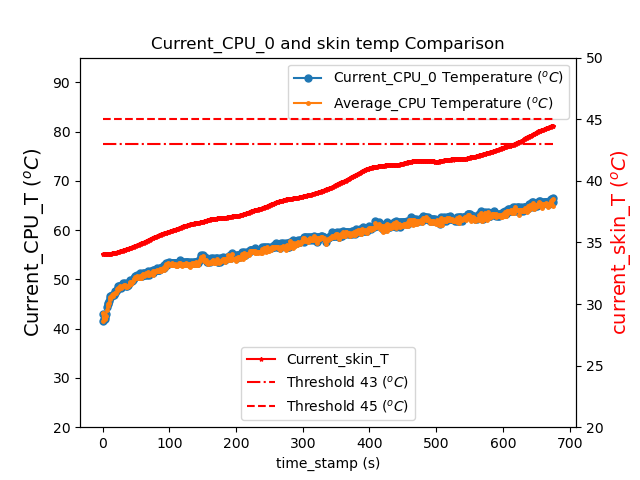 Current_CPU_0 and skin temp Comparison
Current_CPU_0 Temperature (°C)
Average_CPU Temperature (°C)
Current_skin_T
Threshold 43 (°C)
Threshold 45 (°C)
Current_CPU_T (°C)
90
80
70
60
50
40
30
20
50
45
40
35
30
25
20
current_skin_T (°C)
0 100 200 300 400 500 600 700
time_stamp (s)